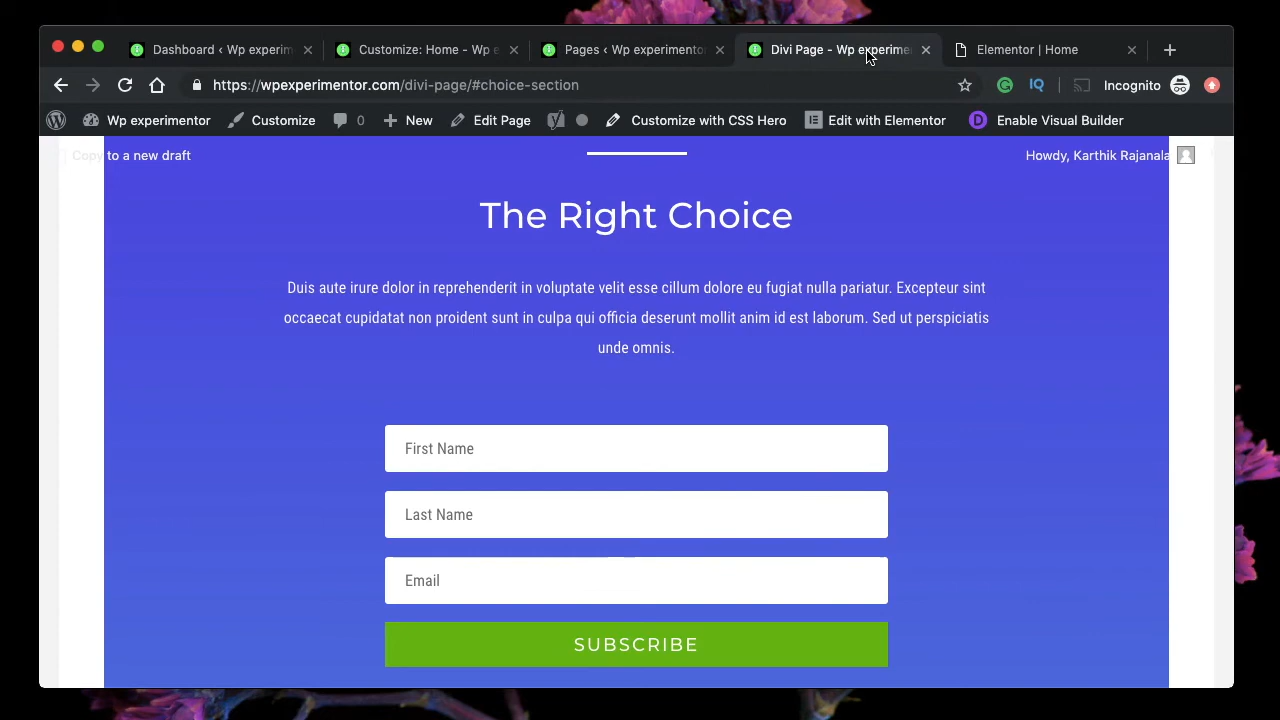 Dashboard ‹ Wp experim
Customize: Home - Wp e
Pages ‹ Wp experimento
Divi Page - Wp experime
Elementor | Home
https://wpexperimentor.com/divi-page/#choice-section
IQ
Incognito
Wp experimentor
Customize
0
New
Edit Page
Customize with CSS Hero
Edit with Elementor
D
Enable Visual Builder
Copy to a new draft
Howdy, Karthik Rajanala
The Right Choice
Duis aute irure dolor in reprehenderit in voluptate velit esse cillum dolore eu fugiat nulla pariatur. Excepteur sint
occaecat cupidatat non proident sunt in culpa qui officia deserunt mollit anim id est laborum. Sed ut perspiciatis
unde omnis.
First Name
Last Name
Email
SUBSCRIBE